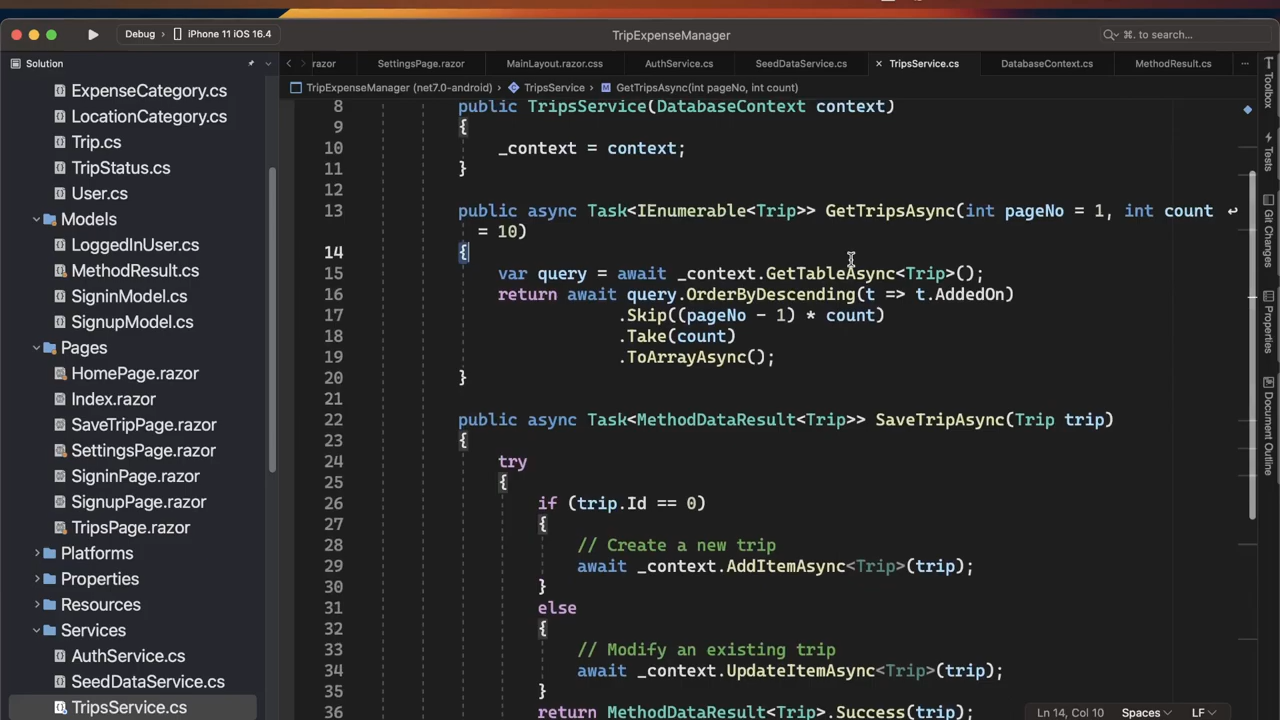 Debug > iPhone 11 iOS 16.4
TripExpenseManager
⌘. to search...
Solution
razor
SettingsPage.razor
MainLayout.razor.css
AuthService.cs
SeedDataService.cs
× TripsService.cs
DatabaseContext.cs
MethodResult.cs
TripExpenseManager (net7.0-android) > TripsService > M GetTripsAsync(int pageNo, int count)
ExpenseCategory.cs
LocationCategory.cs
Trip.cs
TripStatus.cs
User.cs
Models
LoggedInUser.cs
MethodResult.cs
SigninModel.cs
SignupModel.cs
Pages
HomePage.razor
Index.razor
SaveTripPage.razor
SettingsPage.razor
SigninPage.razor
SignupPage.razor
TripsPage.razor
Platforms
Properties
Resources
Services
AuthService.cs
SeedDataService.cs
TripsService.cs
8 public TripsService(DatabaseContext context)
9 {
10 _context = context;
11 }
12
13 public async Task<IEnumerable<Trip>> GetTripsAsync(int pageNo = 1, int count
= 10)
14 {
15 var query = await _context.GetTableAsync<Trip>();
16 return await query.OrderByDescending(t => t.AddedOn)
17 .Skip((pageNo - 1) * count)
18 .Take(count)
19 .ToArrayAsync();
20 }
21
22 public async Task<MethodDataResult<Trip>> SaveTripAsync(Trip trip)
23 {
24 try
25 {
26 if (trip.Id == 0)
27 {
28 // Create a new trip
29 await _context.AddItemAsync<Trip>(trip);
30 }
31 else
32 {
33 // Modify an existing trip
34 await _context.UpdateItemAsync<Trip>(trip);
35 }
36 return MethodDataResult<Trip>.Success(trip);
Toolbox
Tests
Git Changes
Properties
Document Outline
Ln 14, Col 10 Spaces LF